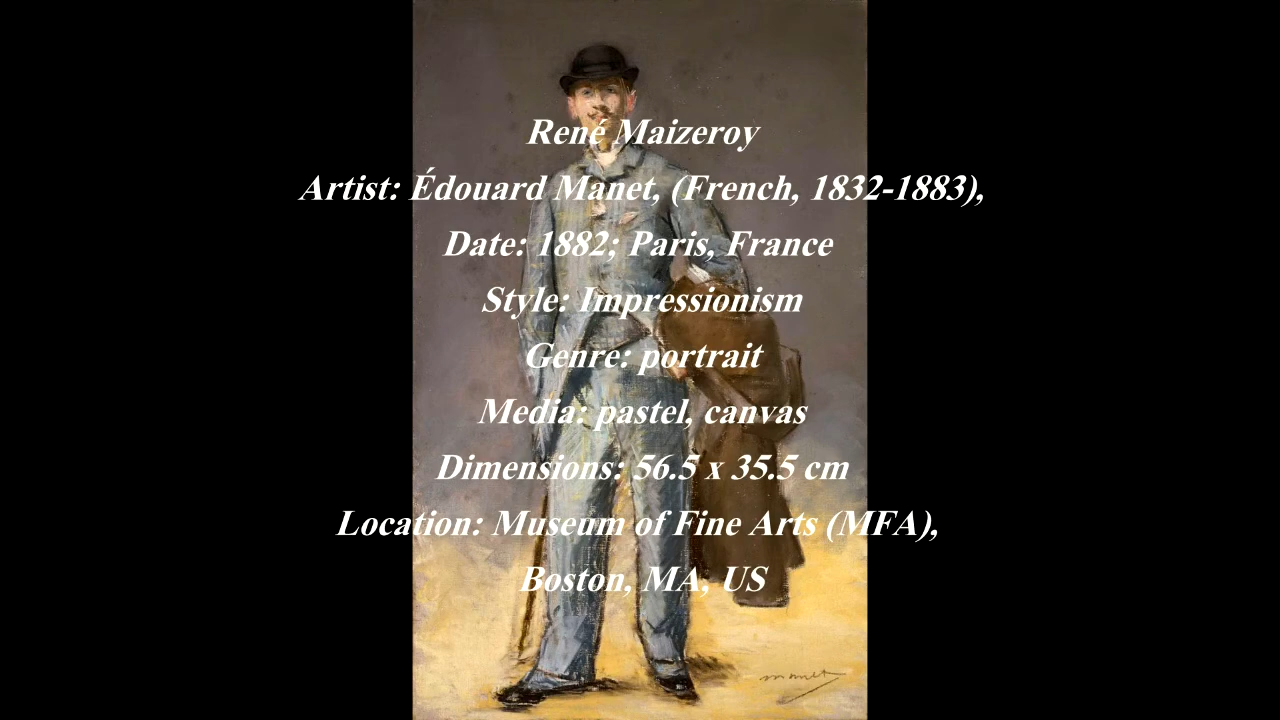 René Maizeroy
Artist: Édouard Manet, (French, 1832-1883),
Date: 1882; Paris, France
Style: Impressionism
Genre: portrait
Media: pastel, canvas
Dimensions: 56.5 x 35.5 cm
Location: Museum of Fine Arts (MFA),
Boston, MA, US
manet